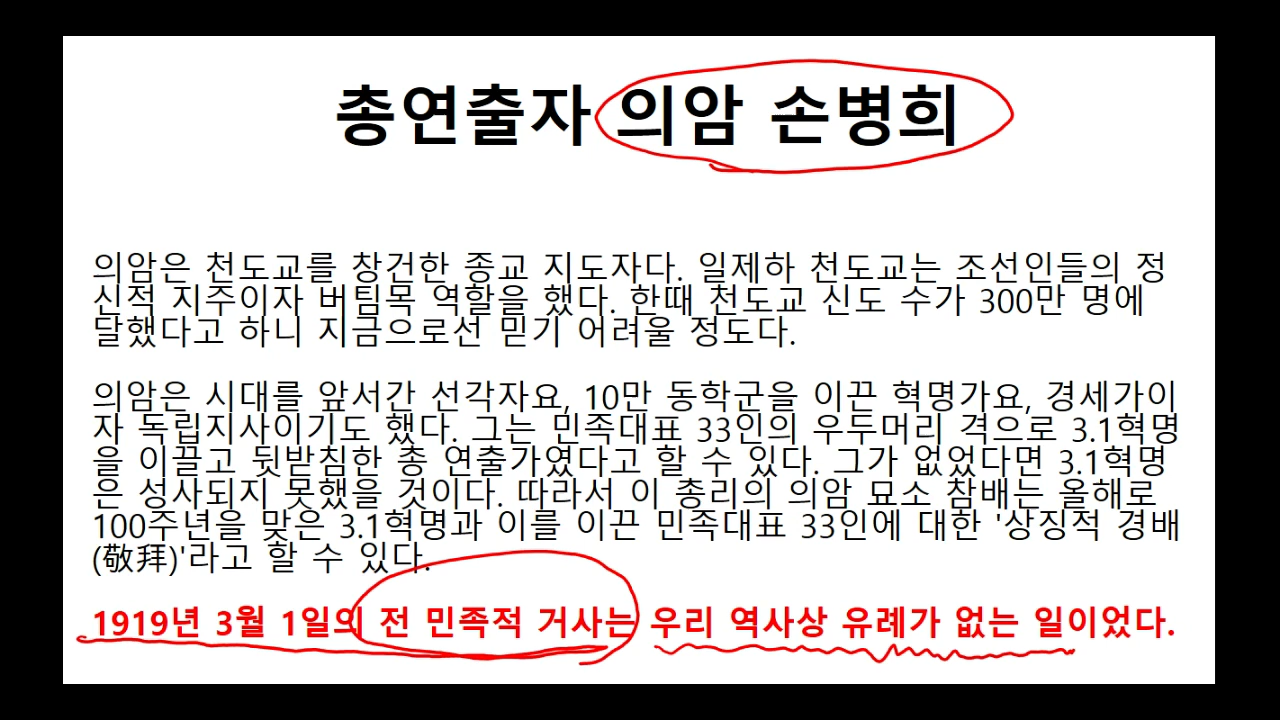 총연출자 의암 손병희
의암은 천도교를 창건한 종교 지도자다. 일제하 천도교는 조선인들의 정
신적 지주이자 버팀목 역할을 했다. 한때 천도교 신도 수가 300만 명에
달했다고 하니 지금으로선 믿기 어려울 정도다.
의암은 시대를 앞서간 선각자요, 10만 동학군을 이끈 혁명가요, 경세가이
자 독립지사이기도 했다. 그는 민족대표 33인의 우두머리 격으로 3.1혁명
을 이끌고 뒷받침한 총 연출가였다고 할 수 있다. 그가 없었다면 3.1혁명
은 성사되지 못했을 것이다. 따라서 이 총리의 의암 묘소 참배는 올해로
100주년을 맞은 3.1혁명과 이를 이끈 민족대표 33인에 대한 '상징적 경배
(敬拜)'라고 할 수 있다.
1919년 3월 1일의 전 민족적 거사는 우리 역사상 유례가 없는 일이었다.